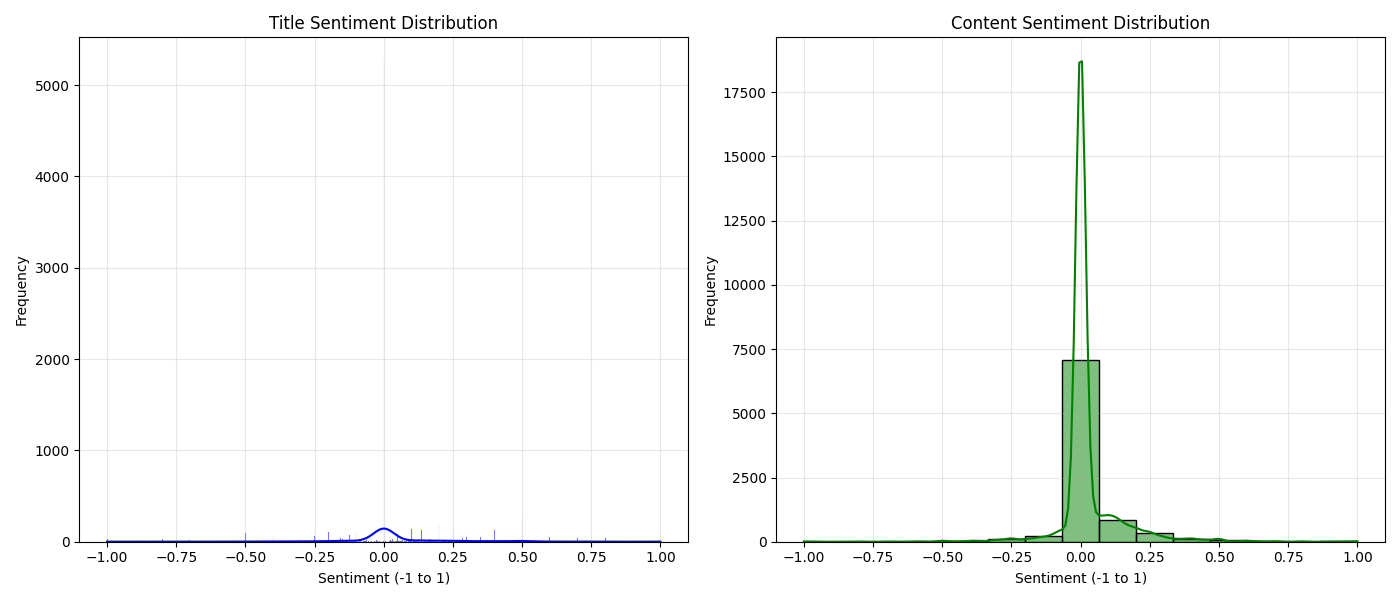 Title Sentiment Distribution
Frequency
5000
4000
3000
2000
1000
0
−1.00 −0.75 −0.50 −0.25 0.00 0.25 0.50 0.75 1.00
Sentiment (-1 to 1)
Content Sentiment Distribution
Frequency
17500
15000
12500
10000
7500
5000
2500
0
−1.00 −0.75 −0.50 −0.25 0.00 0.25 0.50 0.75 1.00
Sentiment (-1 to 1)